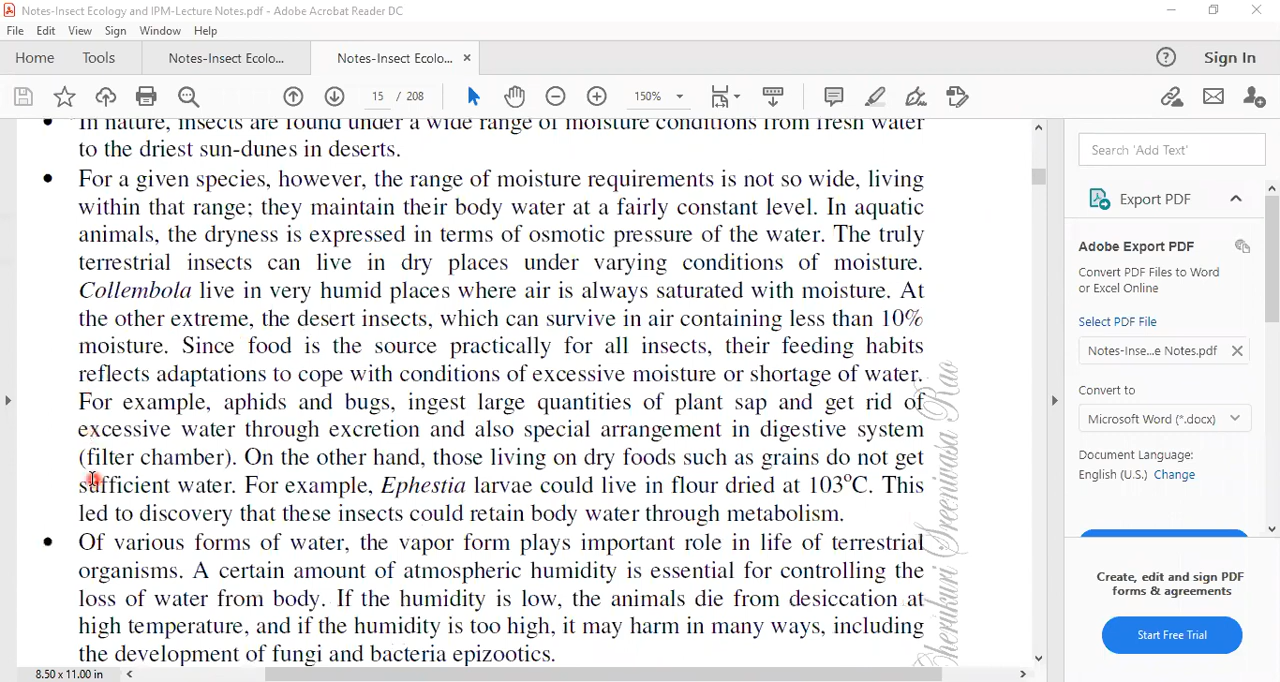 Notes-Insect Ecology and IPM-Lecture Notes.pdf - Adobe Acrobat Reader DC
File Edit View Sign Window Help
Home Tools Notes-Insect Ecolo... Notes-Insect Ecolo... × Sign In
15 / 208 150%
In nature, insects are found under a wide range of moisture conditions from fresh water
to the driest sun-dunes in deserts.
• For a given species, however, the range of moisture requirements is not so wide, living
within that range; they maintain their body water at a fairly constant level. In aquatic
animals, the dryness is expressed in terms of osmotic pressure of the water. The truly
terrestrial insects can live in dry places under varying conditions of moisture.
Collembola live in very humid places where air is always saturated with moisture. At
the other extreme, the desert insects, which can survive in air containing less than 10%
moisture. Since food is the source practically for all insects, their feeding habits
reflects adaptations to cope with conditions of excessive moisture or shortage of water.
For example, aphids and bugs, ingest large quantities of plant sap and get rid of
excessive water through excretion and also special arrangement in digestive system
(filter chamber). On the other hand, those living on dry foods such as grains do not get
sufficient water. For example, Ephestia larvae could live in flour dried at 103⁰C. This
led to discovery that these insects could retain body water through metabolism.
• Of various forms of water, the vapor form plays important role in life of terrestrial
organisms. A certain amount of atmospheric humidity is essential for controlling the
loss of water from body. If the humidity is low, the animals die from desiccation at
high temperature, and if the humidity is too high, it may harm in many ways, including
the development of fungi and bacteria epizootics.
Cherukuri Sreenivasa Rao
8.50 x 11.00 in
Search 'Add Text'
Export PDF
Adobe Export PDF
Convert PDF Files to Word
or Excel Online
Select PDF File
Notes-Inse...e Notes.pdf
Convert to
Microsoft Word (*.docx)
Document Language:
English (U.S.) Change
Create, edit and sign PDF
forms & agreements
Start Free Trial